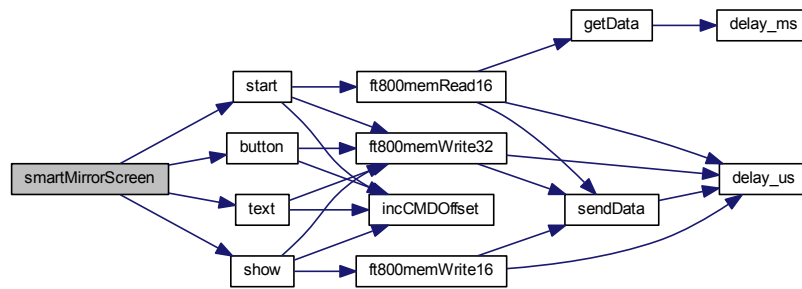 smartMirrorScreen
start
button
text
show
ft800memRead16
ft800memWrite32
incCMDOffset
ft800memWrite16
getData
sendData
delay_ms
delay_us